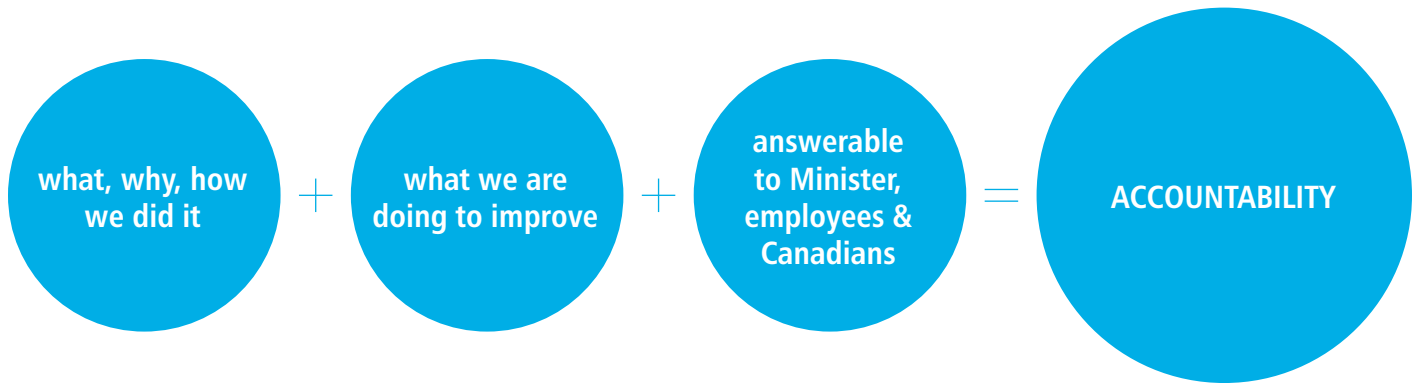 what, why, how
we did it
+
what we are
doing to improve
+
answerable
to Minister,
employees &
Canadians
=
ACCOUNTABILITY